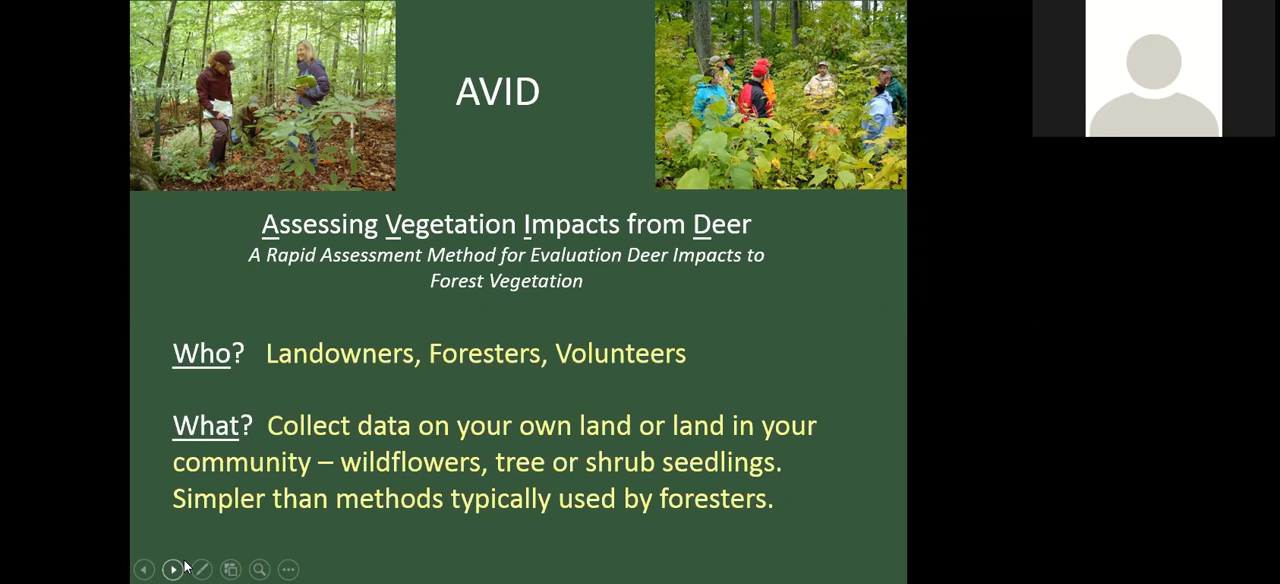 AVID
Assessing Vegetation Impacts from Deer
A Rapid Assessment Method for Evaluation Deer Impacts to
Forest Vegetation
Who? Landowners, Foresters, Volunteers
What? Collect data on your own land or land in your
community – wildflowers, tree or shrub seedlings.
Simpler than methods typically used by foresters.